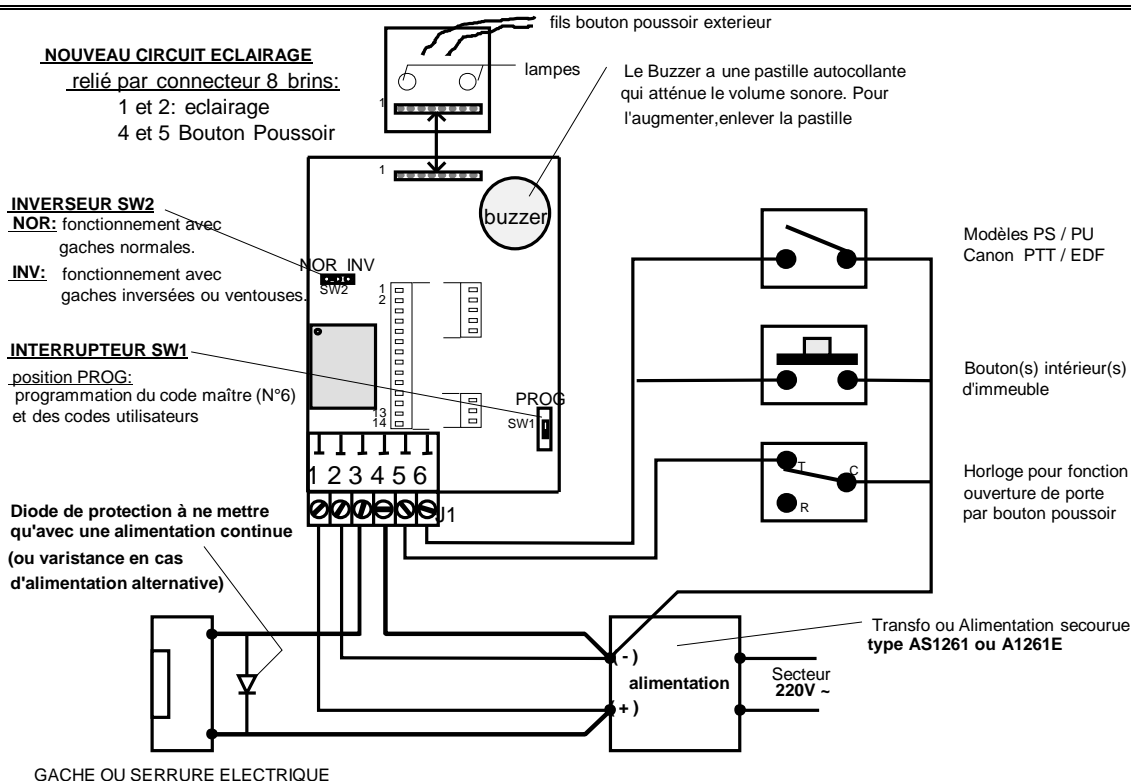 fils bouton poussoir exterieur
NOUVEAU CIRCUIT ECLAIRAGE
relié par connecteur 8 brins:
1 et 2: eclairage
4 et 5 Bouton Poussoir
lampes
1
Le Buzzer a une pastille autocollante
qui atténue le volume sonore. Pour
l'augmenter,enlever la pastille
1
buzzer
INVERSEUR SW2
NOR: fonctionnement avec
gaches normales.
INV: fonctionnement avec
gaches inversées ou ventouses.
NOR INV
SW2
1
2
13
14
INTERRUPTEUR SW1
position PROG:
programmation du code maître (N°6)
et des codes utilisateurs
PROG
SW1
1 2 3 4 5 6
J1
Modèles PS / PU
Canon PTT / EDF
Bouton(s) intérieur(s)
d'immeuble
T
C
R
Horloge pour fonction
ouverture de porte
par bouton poussoir
Diode de protection à ne mettre
qu'avec une alimentation continue
(ou varistance en cas
d'alimentation alternative)
(-)
alimentation
(+)
Transfo ou Alimentation secourue
type AS1261 ou A1261E
Secteur
220V ~
GACHE OU SERRURE ELECTRIQUE